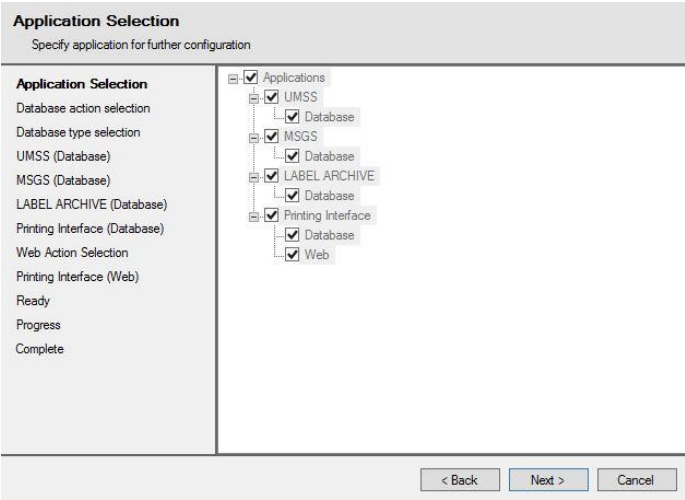 Application Selection
Specify application for further configuration
Application Selection
Database action selection
Database type selection
UMSS (Database)
MSGS (Database)
LABEL ARCHIVE (Database)
Printing Interface (Database)
Web Action Selection
Printing Interface (Web)
Ready
Progress
Complete
Applications
UMSS
Database
MSGS
Database
LABEL ARCHIVE
Database
Printing Interface
Database
Web
< Back
Next >
Cancel